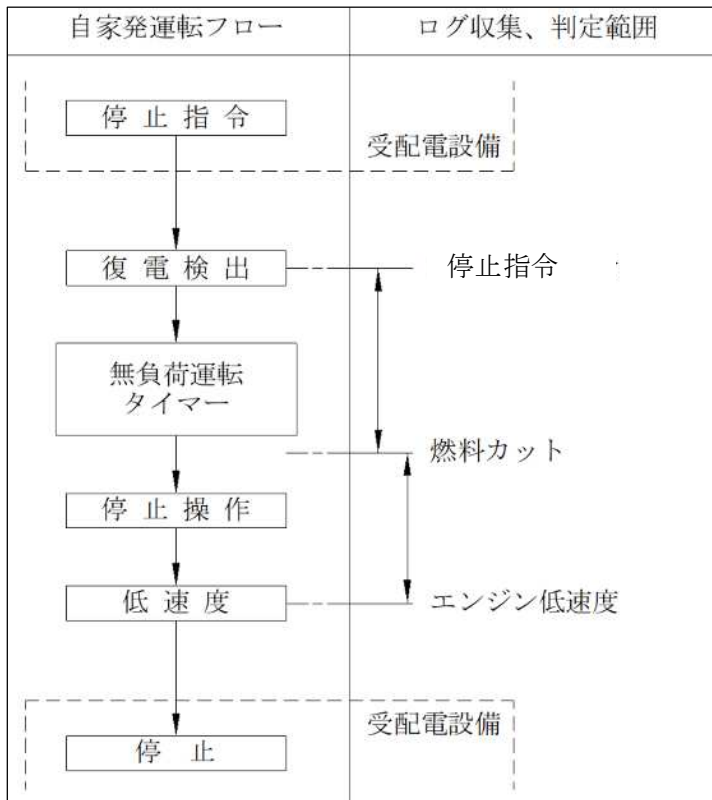 自家発運転フロー
ログ収集、判定範囲
停止指令
受配電設備
復電検出
停止指令
無負荷運転
タイマー
燃料カット
停止操作
低速度
エンジン低速度
受配電設備
停止